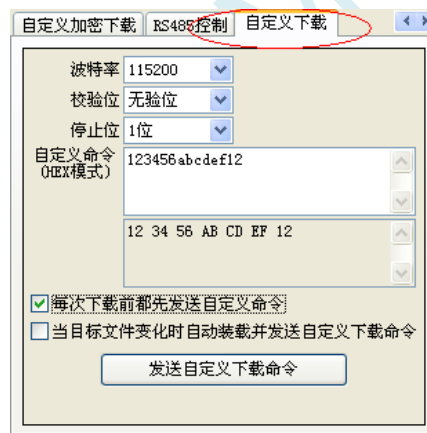 自定义加密下载 RS485控制 自定义下载
波特率 115200
校验位 无验位
停止位 1位
自定义命令 123456abcdef12
(HEX模式)
12 34 56 AB CD EF 12
每次下载前都先发送自定义命令
当目标文件变化时自动装载并发送自定义下载命令
发送自定义下载命令